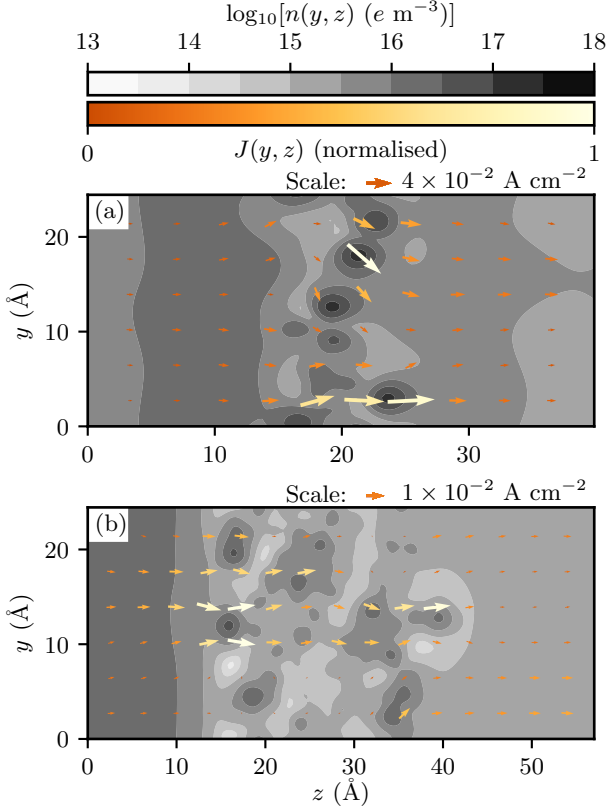 log₁₀[n(y, z) (e m⁻³)]
13 14 15 16 17 18
0 1
J(y, z) (normalised)
Scale: 4 × 10⁻² A cm⁻²
(a)
20
10
0
y (Å)
0 10 20 30
Scale: 1 × 10⁻² A cm⁻²
(b)
20
10
0
y (Å)
0 10 20 30 40 50
z (Å)